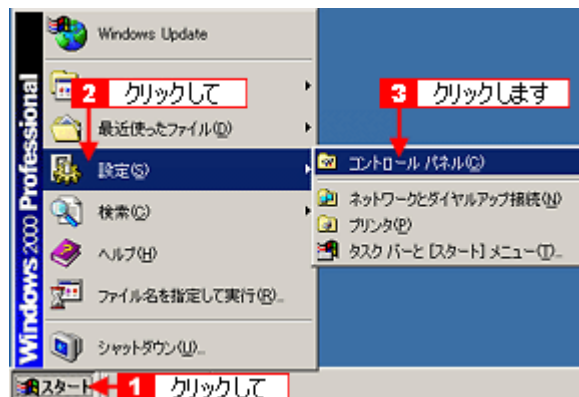 Windows 2000 Professional
Windows Update
2 クリックして
最近使ったファイル(D)
設定(S)
検索(C)
ヘルプ(H)
ファイル名を指定して実行(R)...
シャットダウン(U)...
3 クリックします
コントロール パネル(C)
ネットワークとダイヤルアップ接続(N)
プリンタ(P)
タスク バーと [スタート] メニュー(T)...
スタート
1 クリックして